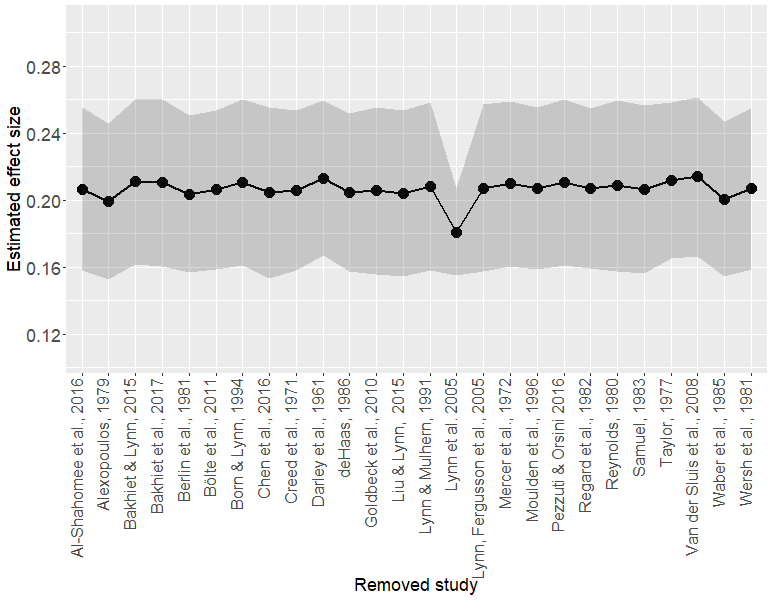 Estimated effect size
0.28
0.24
0.20
0.16
0.12
Al-Shahomee et al., 2016
Alexopoulos, 1979
Bakhiet & Lynn, 2015
Bakhiet et al., 2017
Berlin et al., 1981
Bölte et al., 2011
Born & Lynn, 1994
Chen et al., 2016
Creed et al., 1971
Darley et al., 1961
deHaas, 1986
Goldbeck et al., 2010
Liu & Lynn, 2015
Lynn & Mulhern, 1991
Lynn et al. 2005
Lynn, Fergusson et al., 2005
Mercer et al., 1972
Moulden et al., 1996
Pezzuti & Orsini 2016
Regard et al., 1982
Reynolds, 1980
Samuel, 1983
Taylor, 1977
Van der Sluis et al., 2008
Waber et al., 1985
Wersh et al., 1981
Removed study